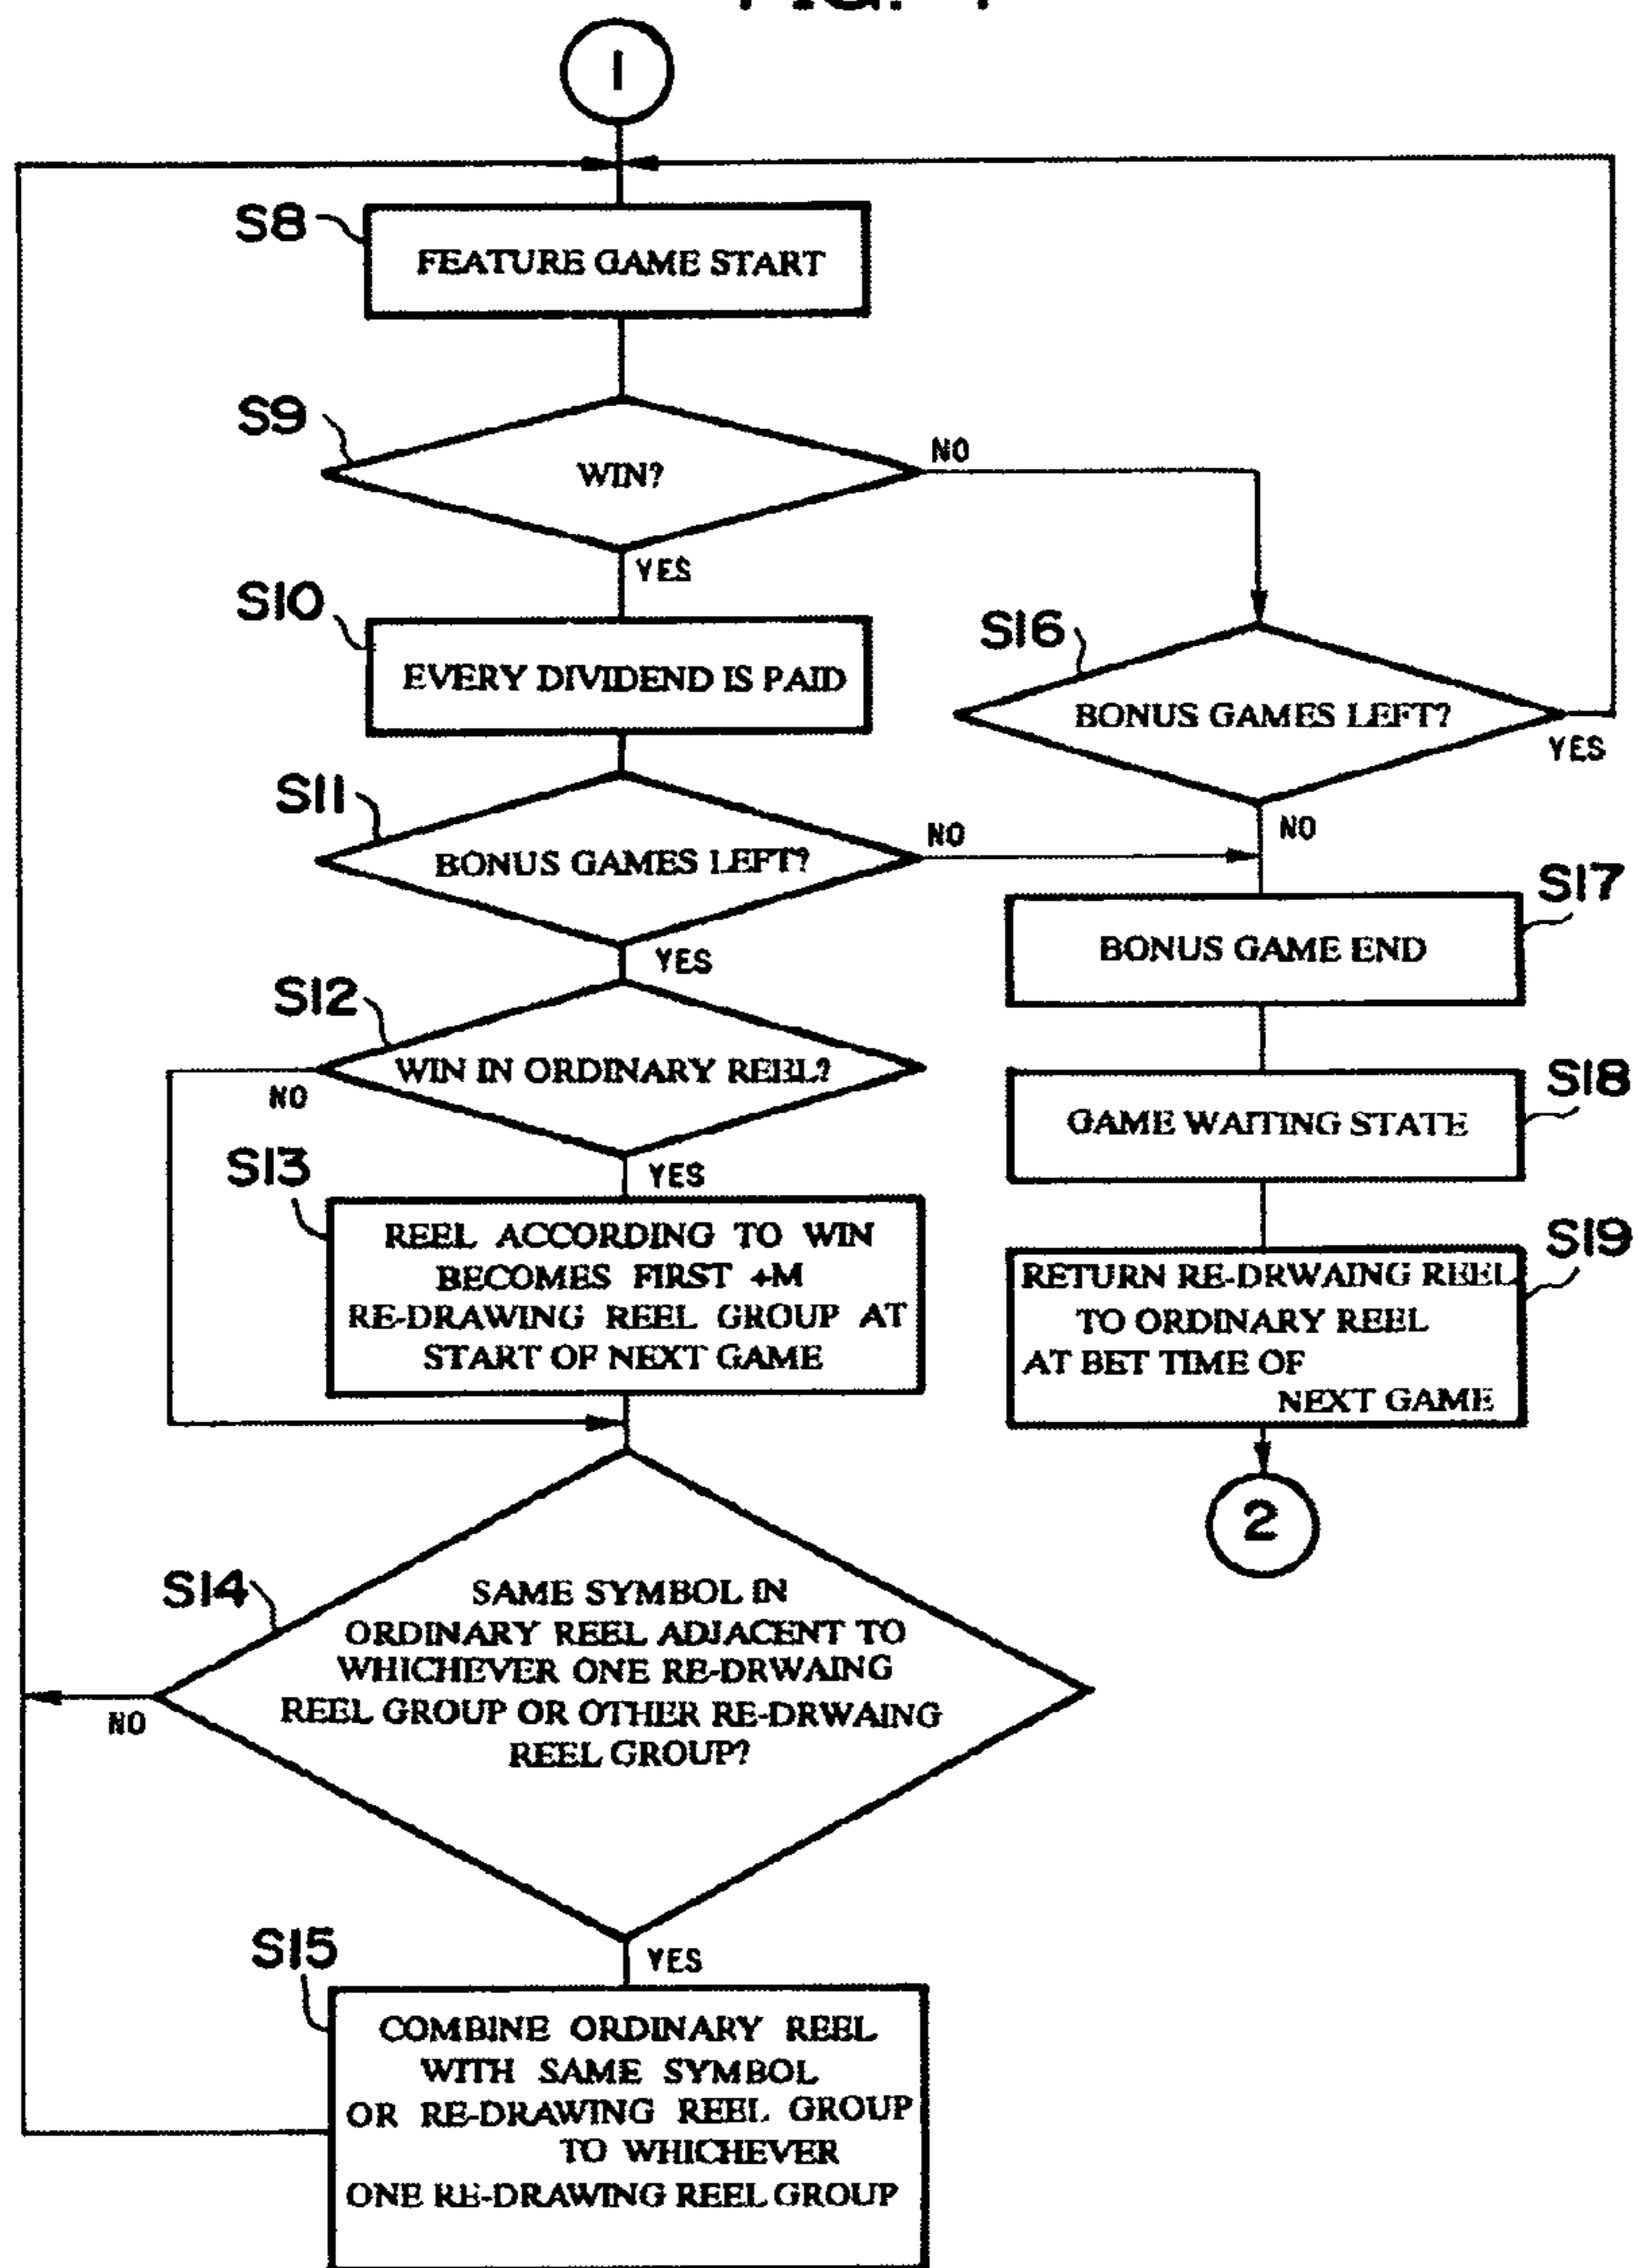 1
S8
FEATURE GAME START
S9
WIN?
NO
YES
S10
EVERY DIVIDEND IS PAID
S16
BONUS GAMES LEFT?
YES
NO
S11
BONUS GAMES LEFT?
NO
YES
S17
BONUS GAME END
S12
WIN IN ORDINARY REEL?
NO
YES
S18
GAME WAITING STATE
S13
REEL ACCORDING TO WIN
BECOMES FIRST +M
RE-DRAWING REEL GROUP AT
START OF NEXT GAME
S19
RETURN RE-DRWAING REEL
TO ORDINARY REEL
AT BET TIME OF
NEXT GAME
2
S14
SAME SYMBOL IN
ORDINARY REEL ADJACENT TO
WHICHEVER ONE RE-DRWAING
REEL GROUP OR OTHER RE-DRWAING
REEL GROUP?
NO
YES
S15
COMBINE ORDINARY REEL
WITH SAME SYMBOL
OR RE-DRAWING REEL GROUP
TO WHICHEVER
ONE RE-DRAWING REEL GROUP